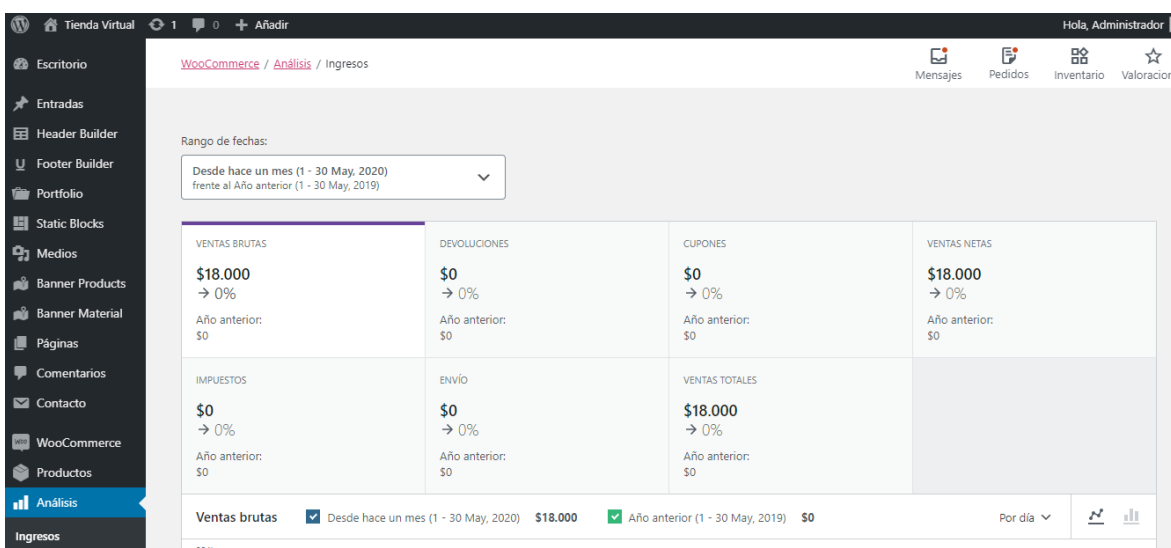 Tienda Virtual 1 0 + Añadir Hola, Administrador
Escritorio
Entradas
Header Builder
Footer Builder
Portfolio
Static Blocks
Medios
Banner Products
Banner Material
Páginas
Comentarios
Contacto
WooCommerce
Productos
Análisis
Ingresos
WooCommerce / Análisis / Ingresos
Mensajes Pedidos Inventario Valoracion
Rango de fechas:
Desde hace un mes (1 - 30 May, 2020)
frente al Año anterior (1 - 30 May, 2019)
VENTAS BRUTAS DEVOLUCIONES CUPONES VENTAS NETAS
$18.000 $0 $0 $18.000
→ 0% → 0% → 0% → 0%
Año anterior: Año anterior: Año anterior: Año anterior:
$0 $0 $0 $0
IMPUESTOS ENVÍO VENTAS TOTALES
$0 $0 $18.000
→ 0% → 0% → 0%
Año anterior: Año anterior: Año anterior:
$0 $0 $0
Ventas brutas Desde hace un mes (1 - 30 May, 2020) $18.000 Año anterior (1 - 30 May, 2019) $0 Por día